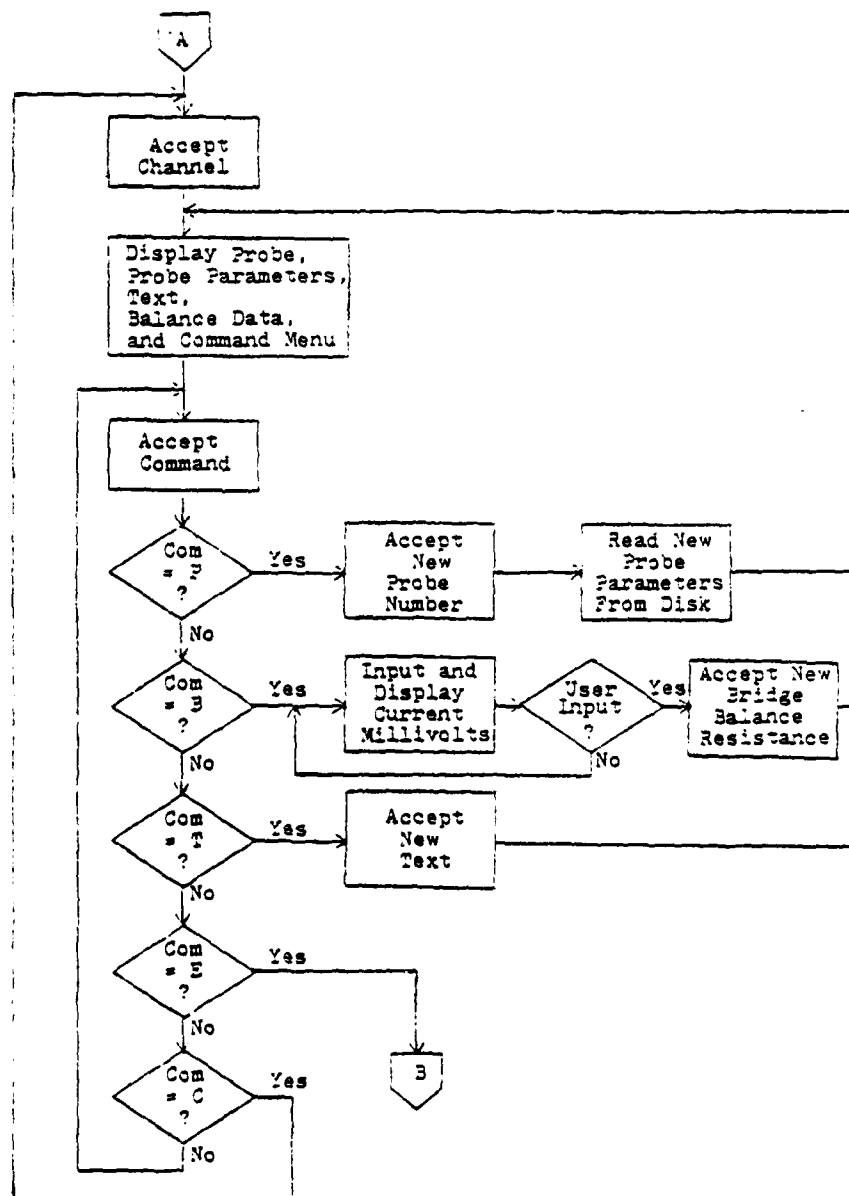 A
Accept
Channel
Display Probe,
Probe Parameters,
Text,
Balance Data,
and Command Menu
Accept
Command
Com
= P
?
Yes
No
Accept
New
Probe
Number
Read New
Probe
Parameters
From Disk
Com
= B
?
Yes
No
Input and
Display
Current
Millivolts
User
Input
?
Yes
No
Accept New
Bridge
Balance
Resistance
Com
= T
?
Yes
No
Accept
New
Text
Com
= E
?
Yes
No
B
Com
= C
?
Yes
No